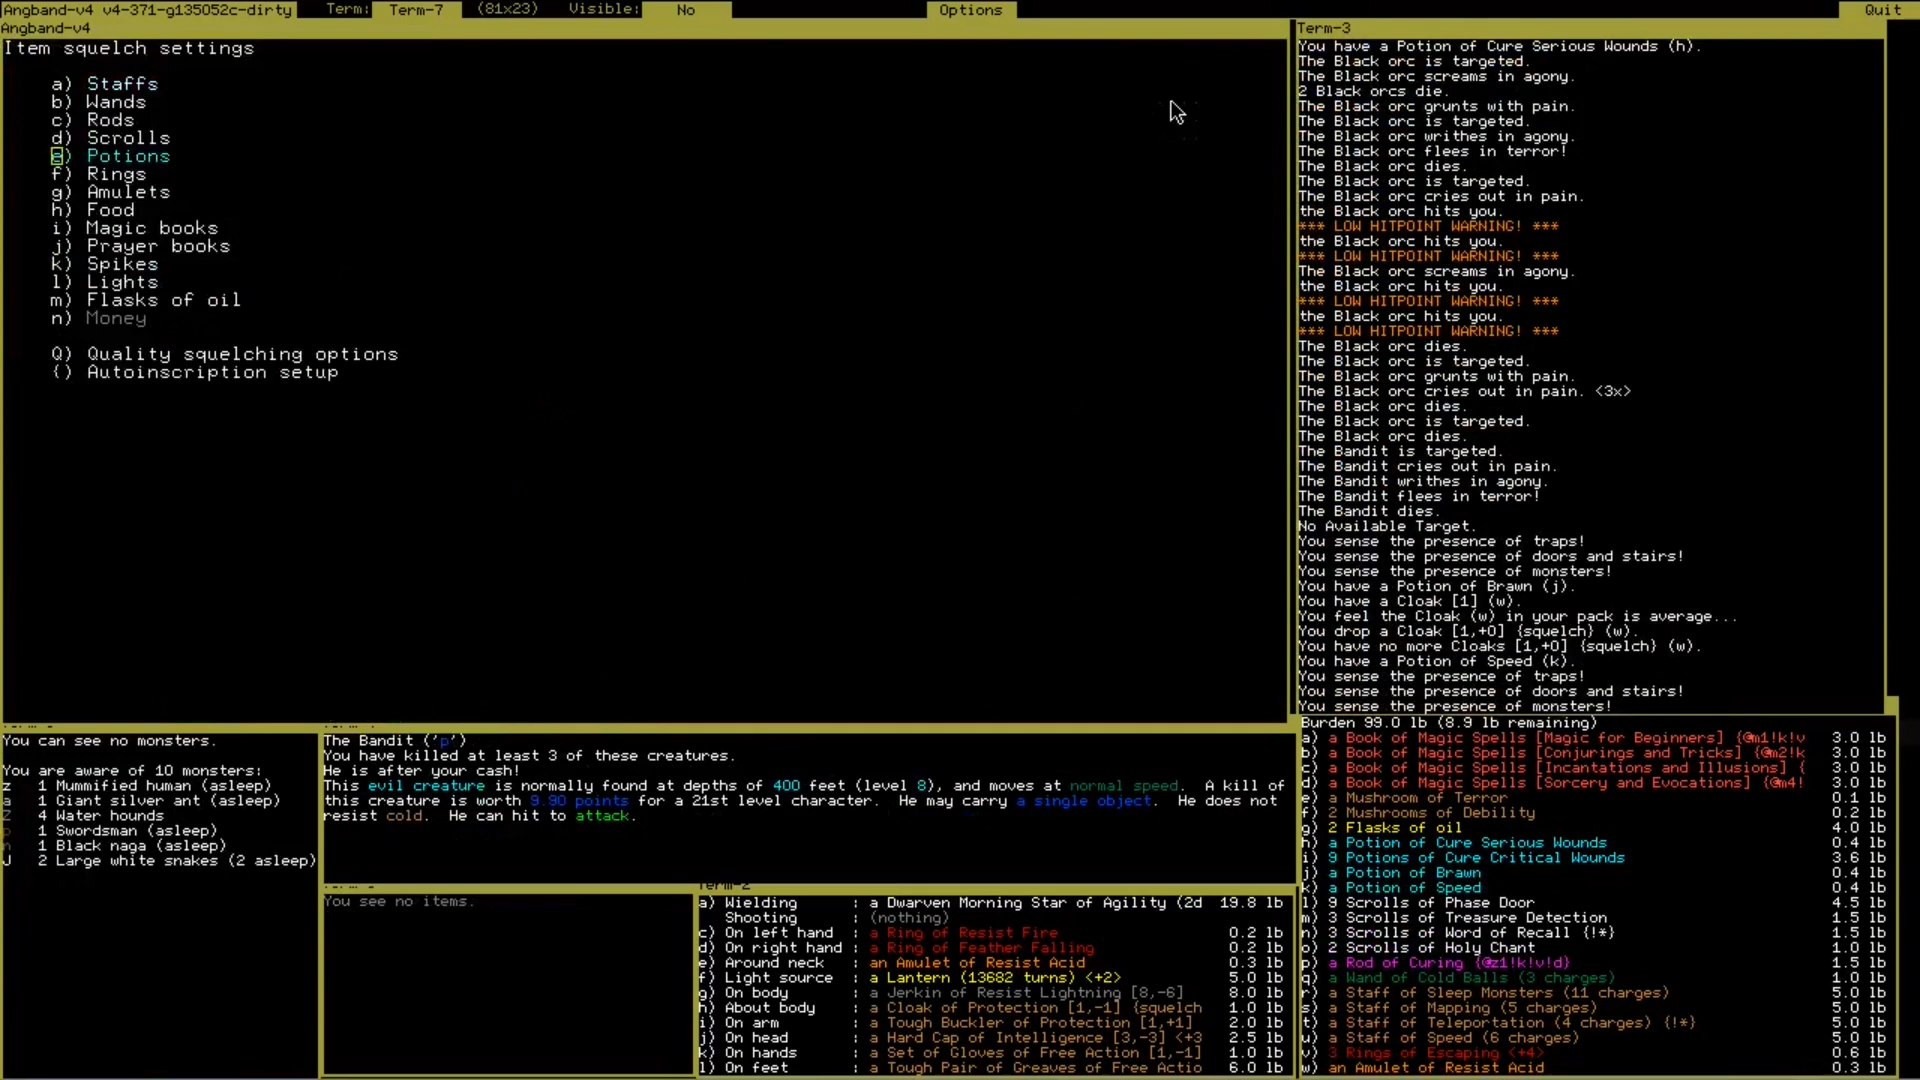 Angband-v4 v4-371-g135052c-dirty Term: Term-7 (81x23) Visible: No Options Quit
Angband-v4
Item squelch settings
a) Staffs
b) Wands
c) Rods
d) Scrolls
e) Potions
f) Rings
g) Amulets
h) Food
i) Magic books
j) Prayer books
k) Spikes
l) Lights
m) Flasks of oil
n) Money
Q) Quality squelching options
{} Autoinscription setup
Term-3
You have a Potion of Cure Serious Wounds (h).
The Black orc is targeted.
The Black orc screams in agony.
2 Black orcs die.
The Black orc grunts with pain.
The Black orc is targeted.
The Black orc writhes in agony.
The Black orc flees in terror!
The Black orc dies.
The Black orc is targeted.
The Black orc cries out in pain.
the Black orc hits you.
*** LOW HITPOINT WARNING! ***
the Black orc hits you.
*** LOW HITPOINT WARNING! ***
The Black orc screams in agony.
the Black orc hits you.
*** LOW HITPOINT WARNING! ***
the Black orc hits you.
*** LOW HITPOINT WARNING! ***
The Black orc dies.
The Black orc is targeted.
The Black orc grunts with pain.
The Black orc cries out in pain. <3x>
The Black orc dies.
The Black orc is targeted.
The Black orc dies.
The Bandit is targeted.
The Bandit cries out in pain.
The Bandit writhes in agony.
The Bandit flees in terror!
The Bandit dies.
No Available Target.
You sense the presence of traps!
You sense the presence of doors and stairs!
You sense the presence of monsters!
You have a Potion of Brawn (j).
You have a Cloak [1] (w).
You feel the Cloak (w) in your pack is average...
You drop a Cloak [1,+0] {squelch} (w).
You have no more Cloaks [1,+0] {squelch} (w).
You have a Potion of Speed (k).
You sense the presence of traps!
You sense the presence of doors and stairs!
You sense the presence of monsters!
You can see no monsters.
You are aware of 10 monsters:
z 1 Mummified human (asleep)
a 1 Giant silver ant (asleep)
Z 4 Water hounds
p 1 Swordsman (asleep)
n 1 Black naga (asleep)
J 2 Large white snakes (2 asleep)
The Bandit ('p')
You have killed at least 3 of these creatures.
He is after your cash!
This evil creature is normally found at depths of 400 feet (level 8), and moves at normal speed. A kill of
this creature is worth 9.90 points for a 21st level character. He may carry a single object. He does not
resist cold. He can hit to attack.
You see no items.
Term-2
a) Wielding : a Dwarven Morning Star of Agility (2d 19.8 lb
Shooting : (nothing)
c) On left hand : a Ring of Resist Fire 0.2 lb
d) On right hand : a Ring of Feather Falling 0.2 lb
e) Around neck : an Amulet of Resist Acid 0.3 lb
f) Light source : a Lantern (13682 turns) <+2> 5.0 lb
g) On body : a Jerkin of Resist Lightning [8,-6] 8.0 lb
h) About body : a Cloak of Protection [1,-1] {squelch 1.0 lb
i) On arm : a Tough Buckler of Protection [1,+1] 2.0 lb
j) On head : a Hard Cap of Intelligence [3,-3] <+3 2.5 lb
k) On hands : a Set of Gloves of Free Action [1,-1] 1.0 lb
l) On feet : a Tough Pair of Greaves of Free Actio 6.0 lb
Burden 99.0 lb (8.9 lb remaining)
a) a Book of Magic Spells [Magic for Beginners] {@m1!k!v 3.0 lb
b) a Book of Magic Spells [Conjurings and Tricks] {@m2!k 3.0 lb
c) a Book of Magic Spells [Incantations and Illusions] { 3.0 lb
d) a Book of Magic Spells [Sorcery and Evocations] {@m4! 3.0 lb
e) a Mushroom of Terror 0.1 lb
f) 2 Mushrooms of Debility 0.2 lb
g) 2 Flasks of oil 4.0 lb
h) a Potion of Cure Serious Wounds 0.4 lb
i) 9 Potions of Cure Critical Wounds 3.6 lb
j) a Potion of Brawn 0.4 lb
k) a Potion of Speed 0.4 lb
l) 9 Scrolls of Phase Door 4.5 lb
m) 3 Scrolls of Treasure Detection 1.5 lb
n) 3 Scrolls of Word of Recall {!*} 1.5 lb
o) 2 Scrolls of Holy Chant 1.0 lb
p) a Rod of Curing {@z1!k!v!d} 1.5 lb
q) a Wand of Cold Balls (3 charges) 1.0 lb
r) a Staff of Sleep Monsters (11 charges) 5.0 lb
s) a Staff of Mapping (5 charges) 5.0 lb
t) a Staff of Teleportation (4 charges) {!*} 5.0 lb
u) a Staff of Speed (6 charges) 5.0 lb
v) 3 Rings of Escaping <+4> 0.6 lb
w) an Amulet of Resist Acid 0.3 lb